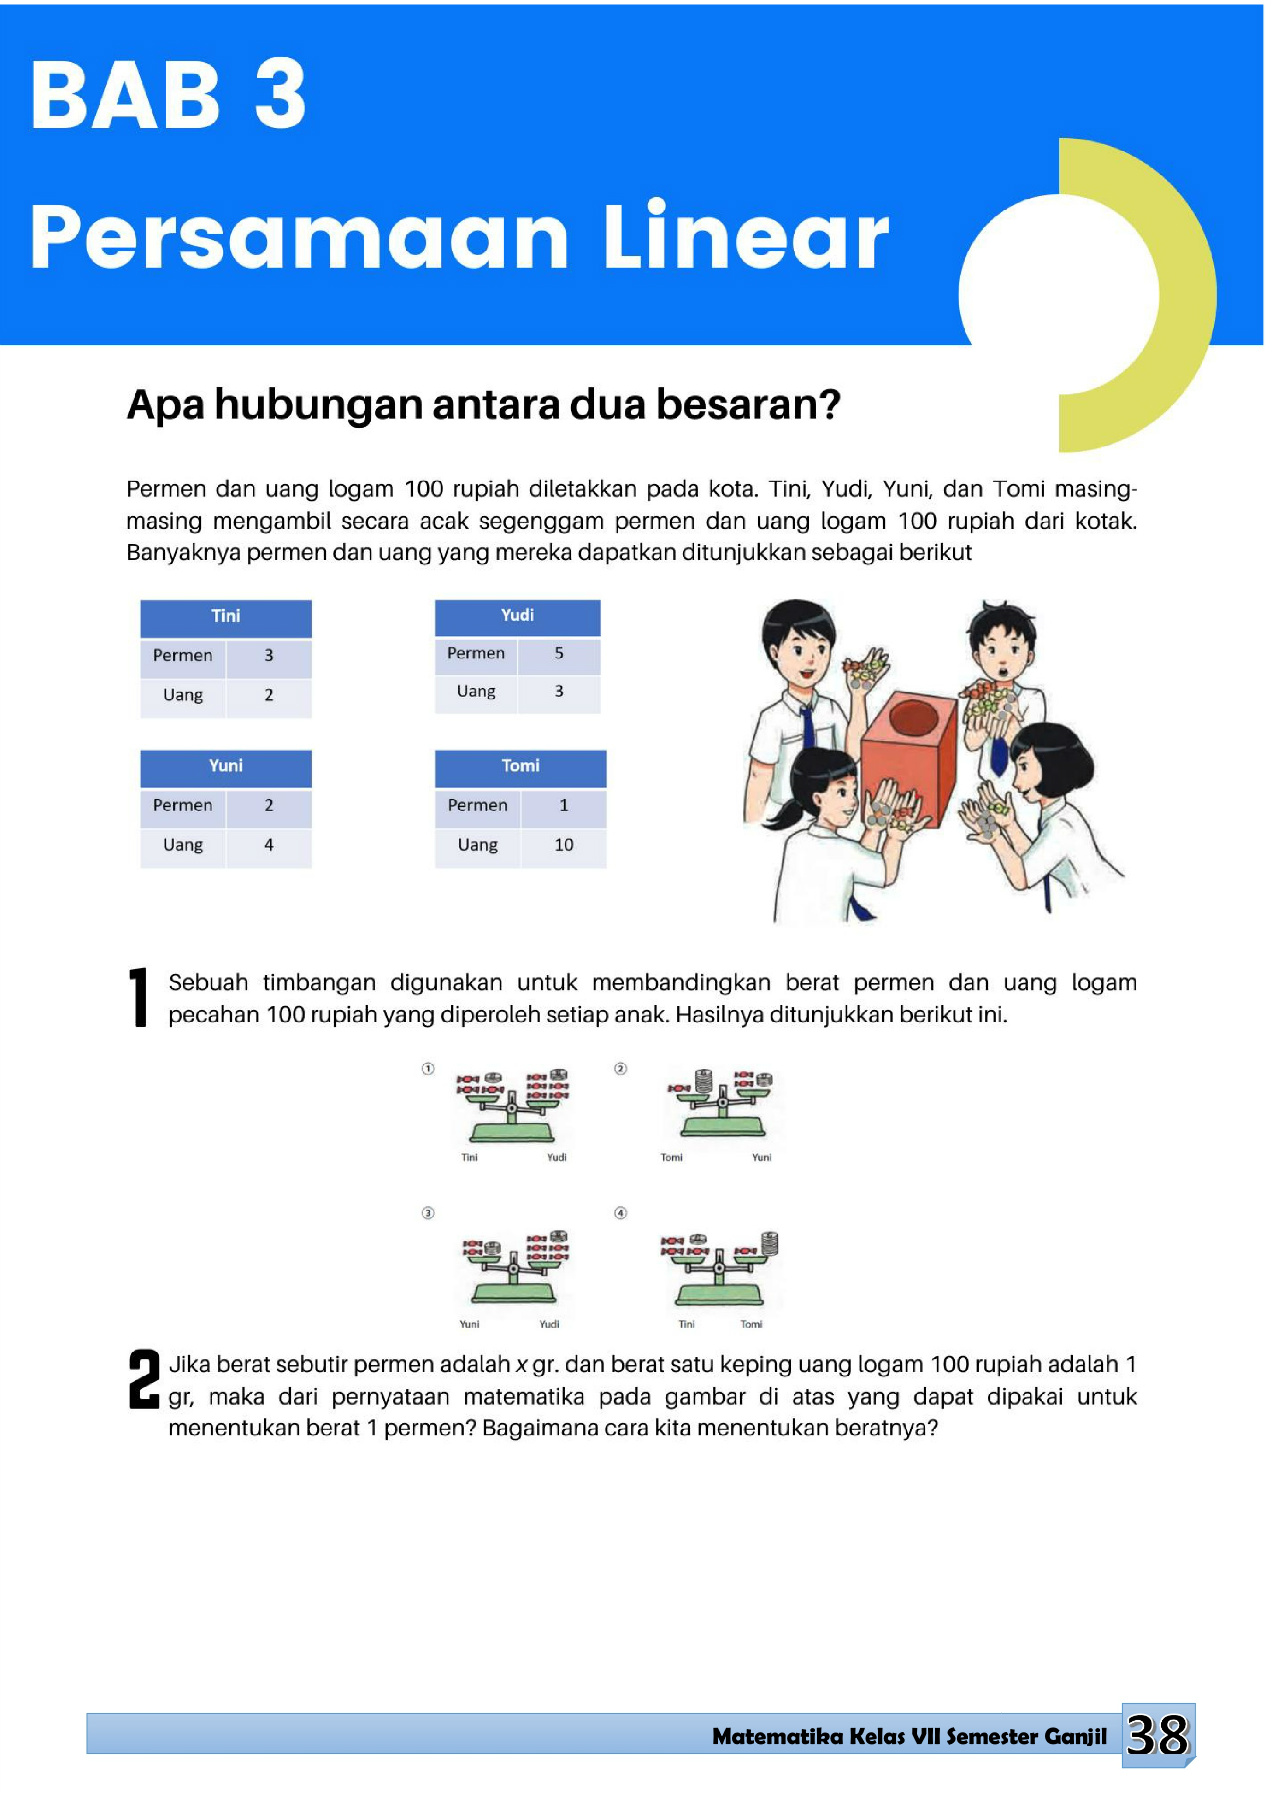 BAB 3
Persamaan Linear
Apa hubungan antara dua besaran?
Permen dan uang logam 100 rupiah diletakkan pada kota. Tini, Yudi, Yuni, dan Tomi masing-
masing mengambil secara acak segenggam permen dan uang logam 100 rupiah dari kotak.
Banyaknya permen dan uang yang mereka dapatkan ditunjukkan sebagai berikut
Tini
Permen 3
Uang 2
Yudi
Permen 5
Uang 3
Yuni
Permen 2
Uang 4
Tomi
Permen 1
Uang 10
1 Sebuah timbangan digunakan untuk membandingkan berat permen dan uang logam
pecahan 100 rupiah yang diperoleh setiap anak. Hasilnya ditunjukkan berikut ini.
① ②
Tini Yudi Tomi Yuni
③ ④
Yuni Yudi Tini Tomi
2 Jika berat sebutir permen adalah x gr. dan berat satu keping uang logam 100 rupiah adalah 1
gr, maka dari pernyataan matematika pada gambar di atas yang dapat dipakai untuk
menentukan berat 1 permen? Bagaimana cara kita menentukan beratnya?
Matematika Kelas VII Semester Ganjil 38